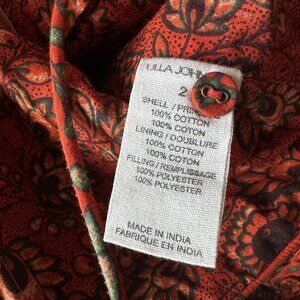 ULLA JOHN
2
SHELL /
100% COTTON
100% COTON
LINING / DOUBLURE
100% COTTON
100% COTON
FILLING / REMPLISSAGE
100% POLYESTER
100% POLYESTER
MADE IN INDIA
FABRIQUE EN INDIA